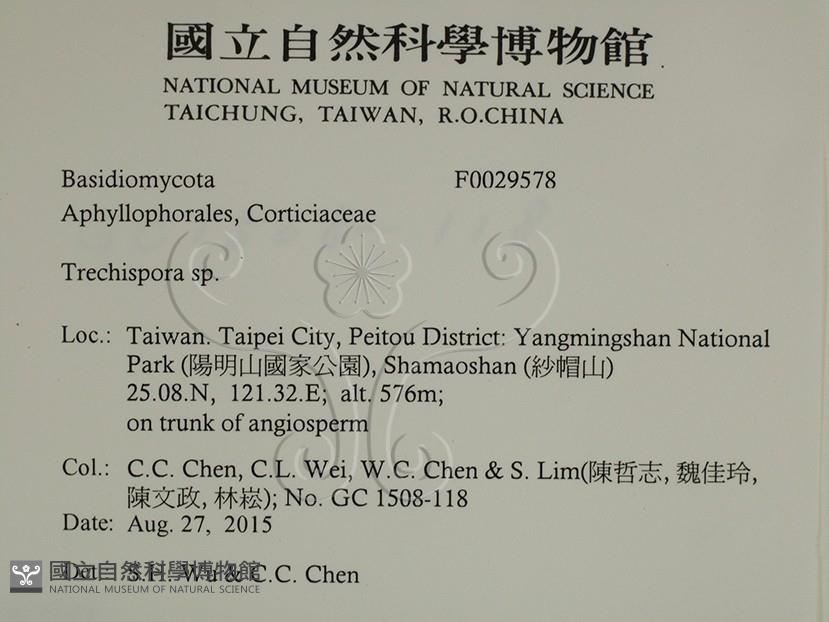 國立自然科學博物館
NATIONAL MUSEUM OF NATURAL SCIENCE
TAICHUNG, TAIWAN, R.O.CHINA
Basidiomycota F0029578
Aphyllophorales, Corticiaceae
Trechispora sp.
Loc.: Taiwan. Taipei City, Peitou District: Yangmingshan National
Park (陽明山國家公園), Shamaoshan (紗帽山)
25.08.N, 121.32.E; alt. 576m;
on trunk of angiosperm
Col.: C.C. Chen, C.L. Wei, W.C. Chen & S. Lim(陳哲志, 魏佳玲,
陳文政, 林崧); No. GC 1508-118
Date: Aug. 27, 2015
S.H. Wu & C.C. Chen
國立自然科學博物館
NATIONAL MUSEUM OF NATURAL SCIENCE